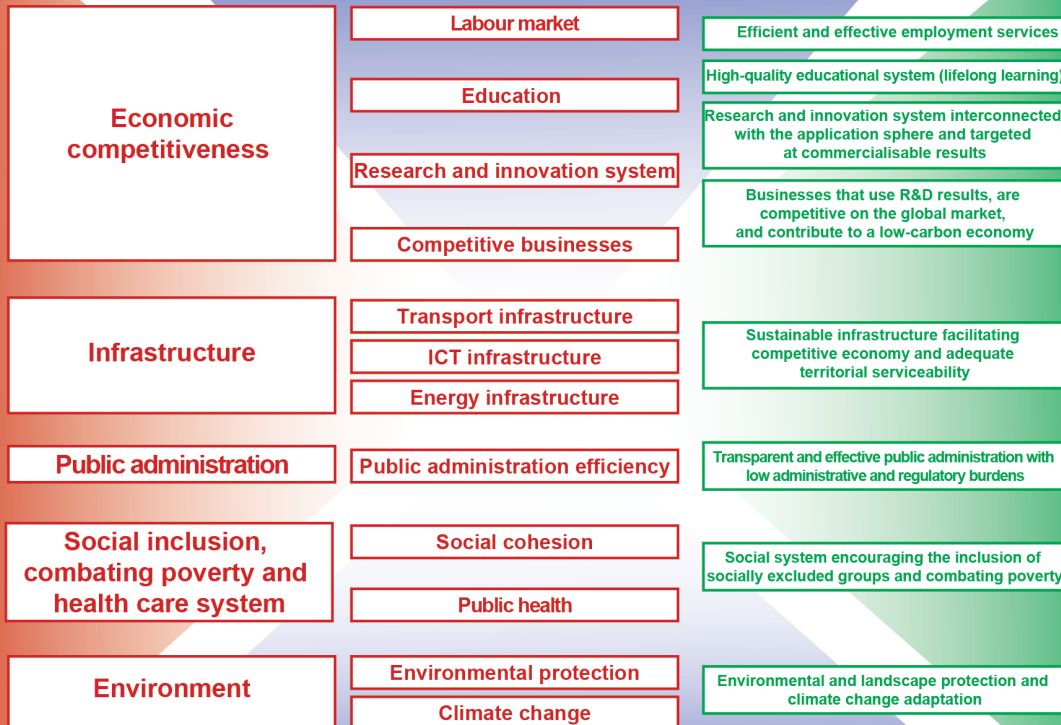 Economic
competitiveness
Labour market
Education
Research and innovation system
Competitive businesses
Efficient and effective employment services
High-quality educational system (lifelong learning)
Research and innovation system interconnected
with the application sphere and targeted
at commercialisable results
Businesses that use R&D results, are
competitive on the global market,
and contribute to a low-carbon economy
Infrastructure
Transport infrastructure
ICT infrastructure
Energy infrastructure
Sustainable infrastructure facilitating
competitive economy and adequate
territorial serviceability
Public administration
Public administration efficiency
Transparent and effective public administration with
low administrative and regulatory burdens
Social inclusion,
combating poverty and
health care system
Social cohesion
Public health
Social system encouraging the inclusion of
socially excluded groups and combating poverty
Environment
Environmental protection
Climate change
Environmental and landscape protection and
climate change adaptation